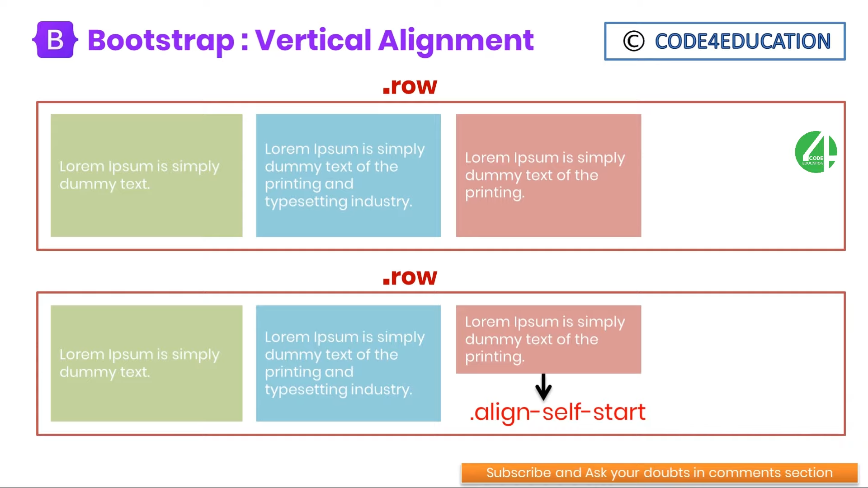 B Bootstrap : Vertical Alignment
© CODE4EDUCATION
.row
Lorem Ipsum is simply
dummy text.
Lorem Ipsum is simply
dummy text of the
printing and
typesetting industry.
Lorem Ipsum is simply
dummy text of the
printing.
4
CODE
.row
Lorem Ipsum is simply
dummy text.
Lorem Ipsum is simply
dummy text of the
printing and
typesetting industry.
Lorem Ipsum is simply
dummy text of the
printing.
.align-self-start
Subscribe and Ask your doubts in comments section